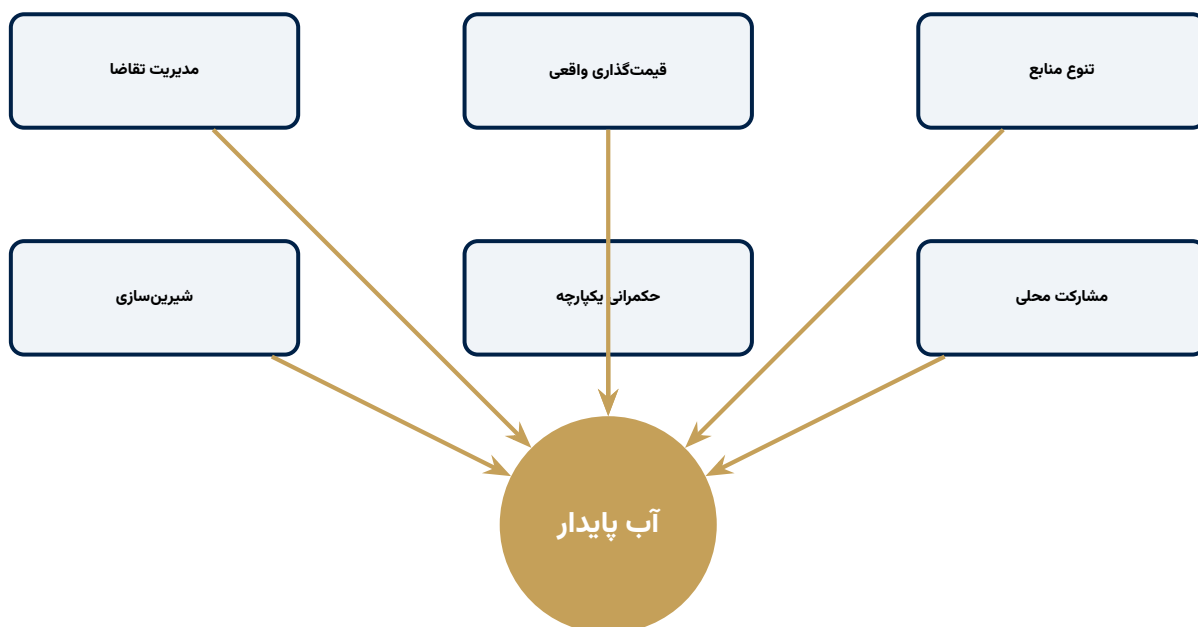 تنوع منابع
قیمت‌گذاری واقعی
مدیریت تقاضا
مشارکت محلی
حکمرانی یکپارچه
شیرین‌سازی
آب پایدار